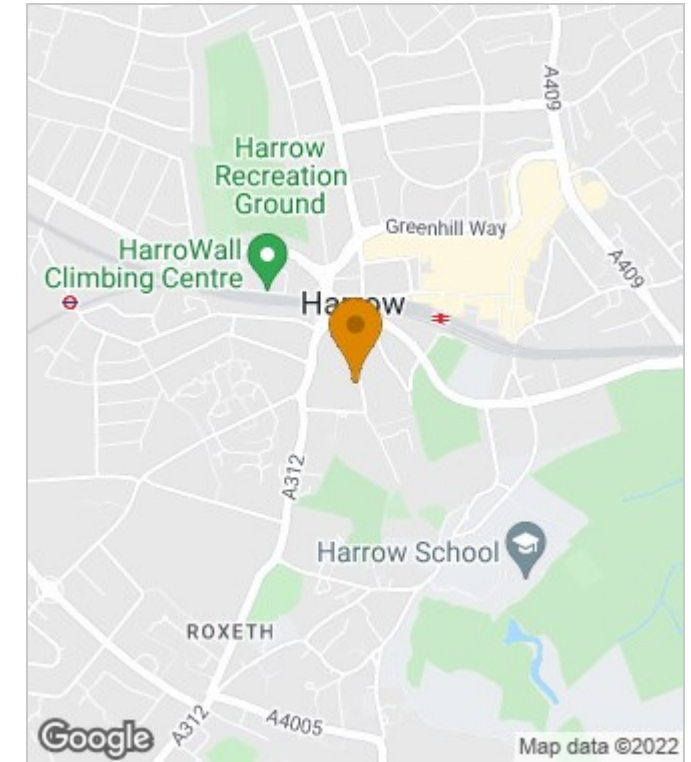 A409
Harrow
Recreation
Ground
Greenhill Way
HarroWall
Climbing Centre
A409
Harrow
A312
Harrow School
ROXETH
A312
A4005
Google
Map data ©2022